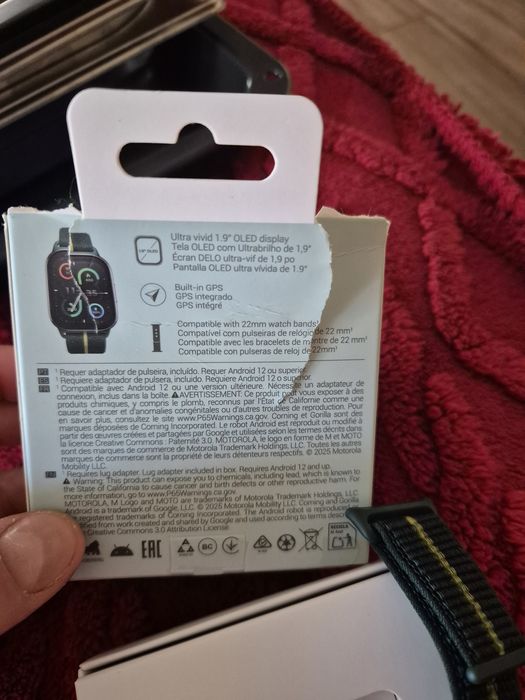 1.9" OLED
Ultra vivid 1.9" OLED display
Tela OLED com Ultrabrilho de 1,9"
Écran DELO ultra-vif de 1,9 po
Pantalla OLED ultra vívida de 1.9"
Built-in GPS
GPS integrado
GPS intégré
Compatible with 22mm watch bands¹
Compatível com pulseiras de relógio de 22 mm¹
Compatible avec les bracelets de montre de 22 mm¹
Compatible con pulseras de reloj de 22mm¹
PT ¹ Requer adaptador de pulseira, incluído. Requer Android 12 ou superior.
ES ¹ Requiere adaptador de pulsera, incluido. Requiere Android 12 o superior.
FR ¹ Compatible avec Android 12 ou une version ultérieure. Nécessite un adaptateur de
connexion, inclus dans la boîte. ⚠AVERTISSEMENT: Ce produit peut vous exposer à des
produits chimiques, y compris le plomb, reconnus par l'État de Californie comme une
cause de cancer et d'anomalies congénitales ou d'autres troubles de reproduction. Pour
en savoir plus, consultez le site www.P65Warnings.ca.gov. Corning et Gorilla sont des
marques déposées de Corning Incorporated. Le robot Android est reproduit ou modifié à
partir des œuvres créées et partagées par Google et utilisées selon les termes décrits dans
la licence Creative Commons  Paternité 3.0. MOTOROLA, le logo en forme de M et MOTO
sont des marques de commerce de Motorola Trademark Holdings, LLC. Toutes les autres
marques de commerce sont la propriété de leurs détenteurs respectifs. © 2025 Motorola
Mobility LLC.
EN ¹ Requires lug adapter. Lug adapter included in box. Requires Android 12 and up.
⚠ Warning: This product can expose you to chemicals, including lead, which is known to
the State of California to cause cancer and birth defects or other reproductive harm. For
more information, go to www.P65Warnings.ca.gov.
MOTOROLA, M Logo and MOTO are trademarks of Motorola Trademark Holdings, LLC.
Android is a trademark of Google, LLC. © 2025 Motorola Mobility LLC. Corning and Gorilla
are registered trademarks of Corning Incorporated. The Android robot is reproduced or
modified from work created and shared by Google and used according to terms described
in Creative Commons 3.0 Attribution License
EAC
BC